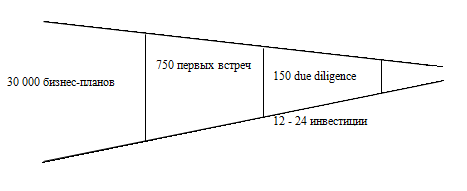 30 000 бизнес-планов
750 первых встреч
150 due diligence
12 - 24 инвестиции